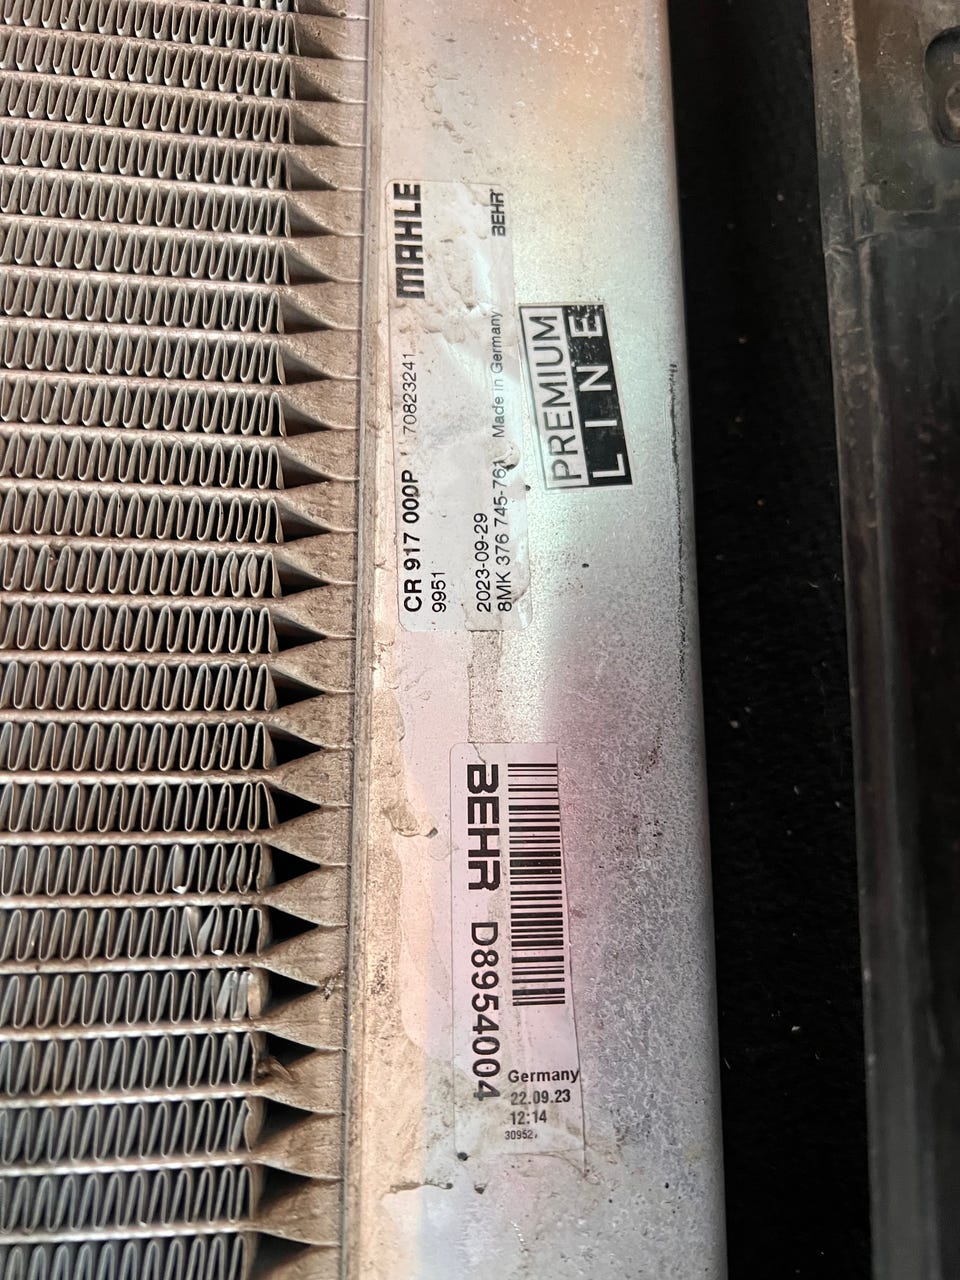 MAHLE
BEHR
CR 917 000P 70823241
9951
2023-09-29
8MK 376 745-761 Made in Germany
PREMIUM
LINE
BEHR D8954004
Germany
22.09.23
12:14